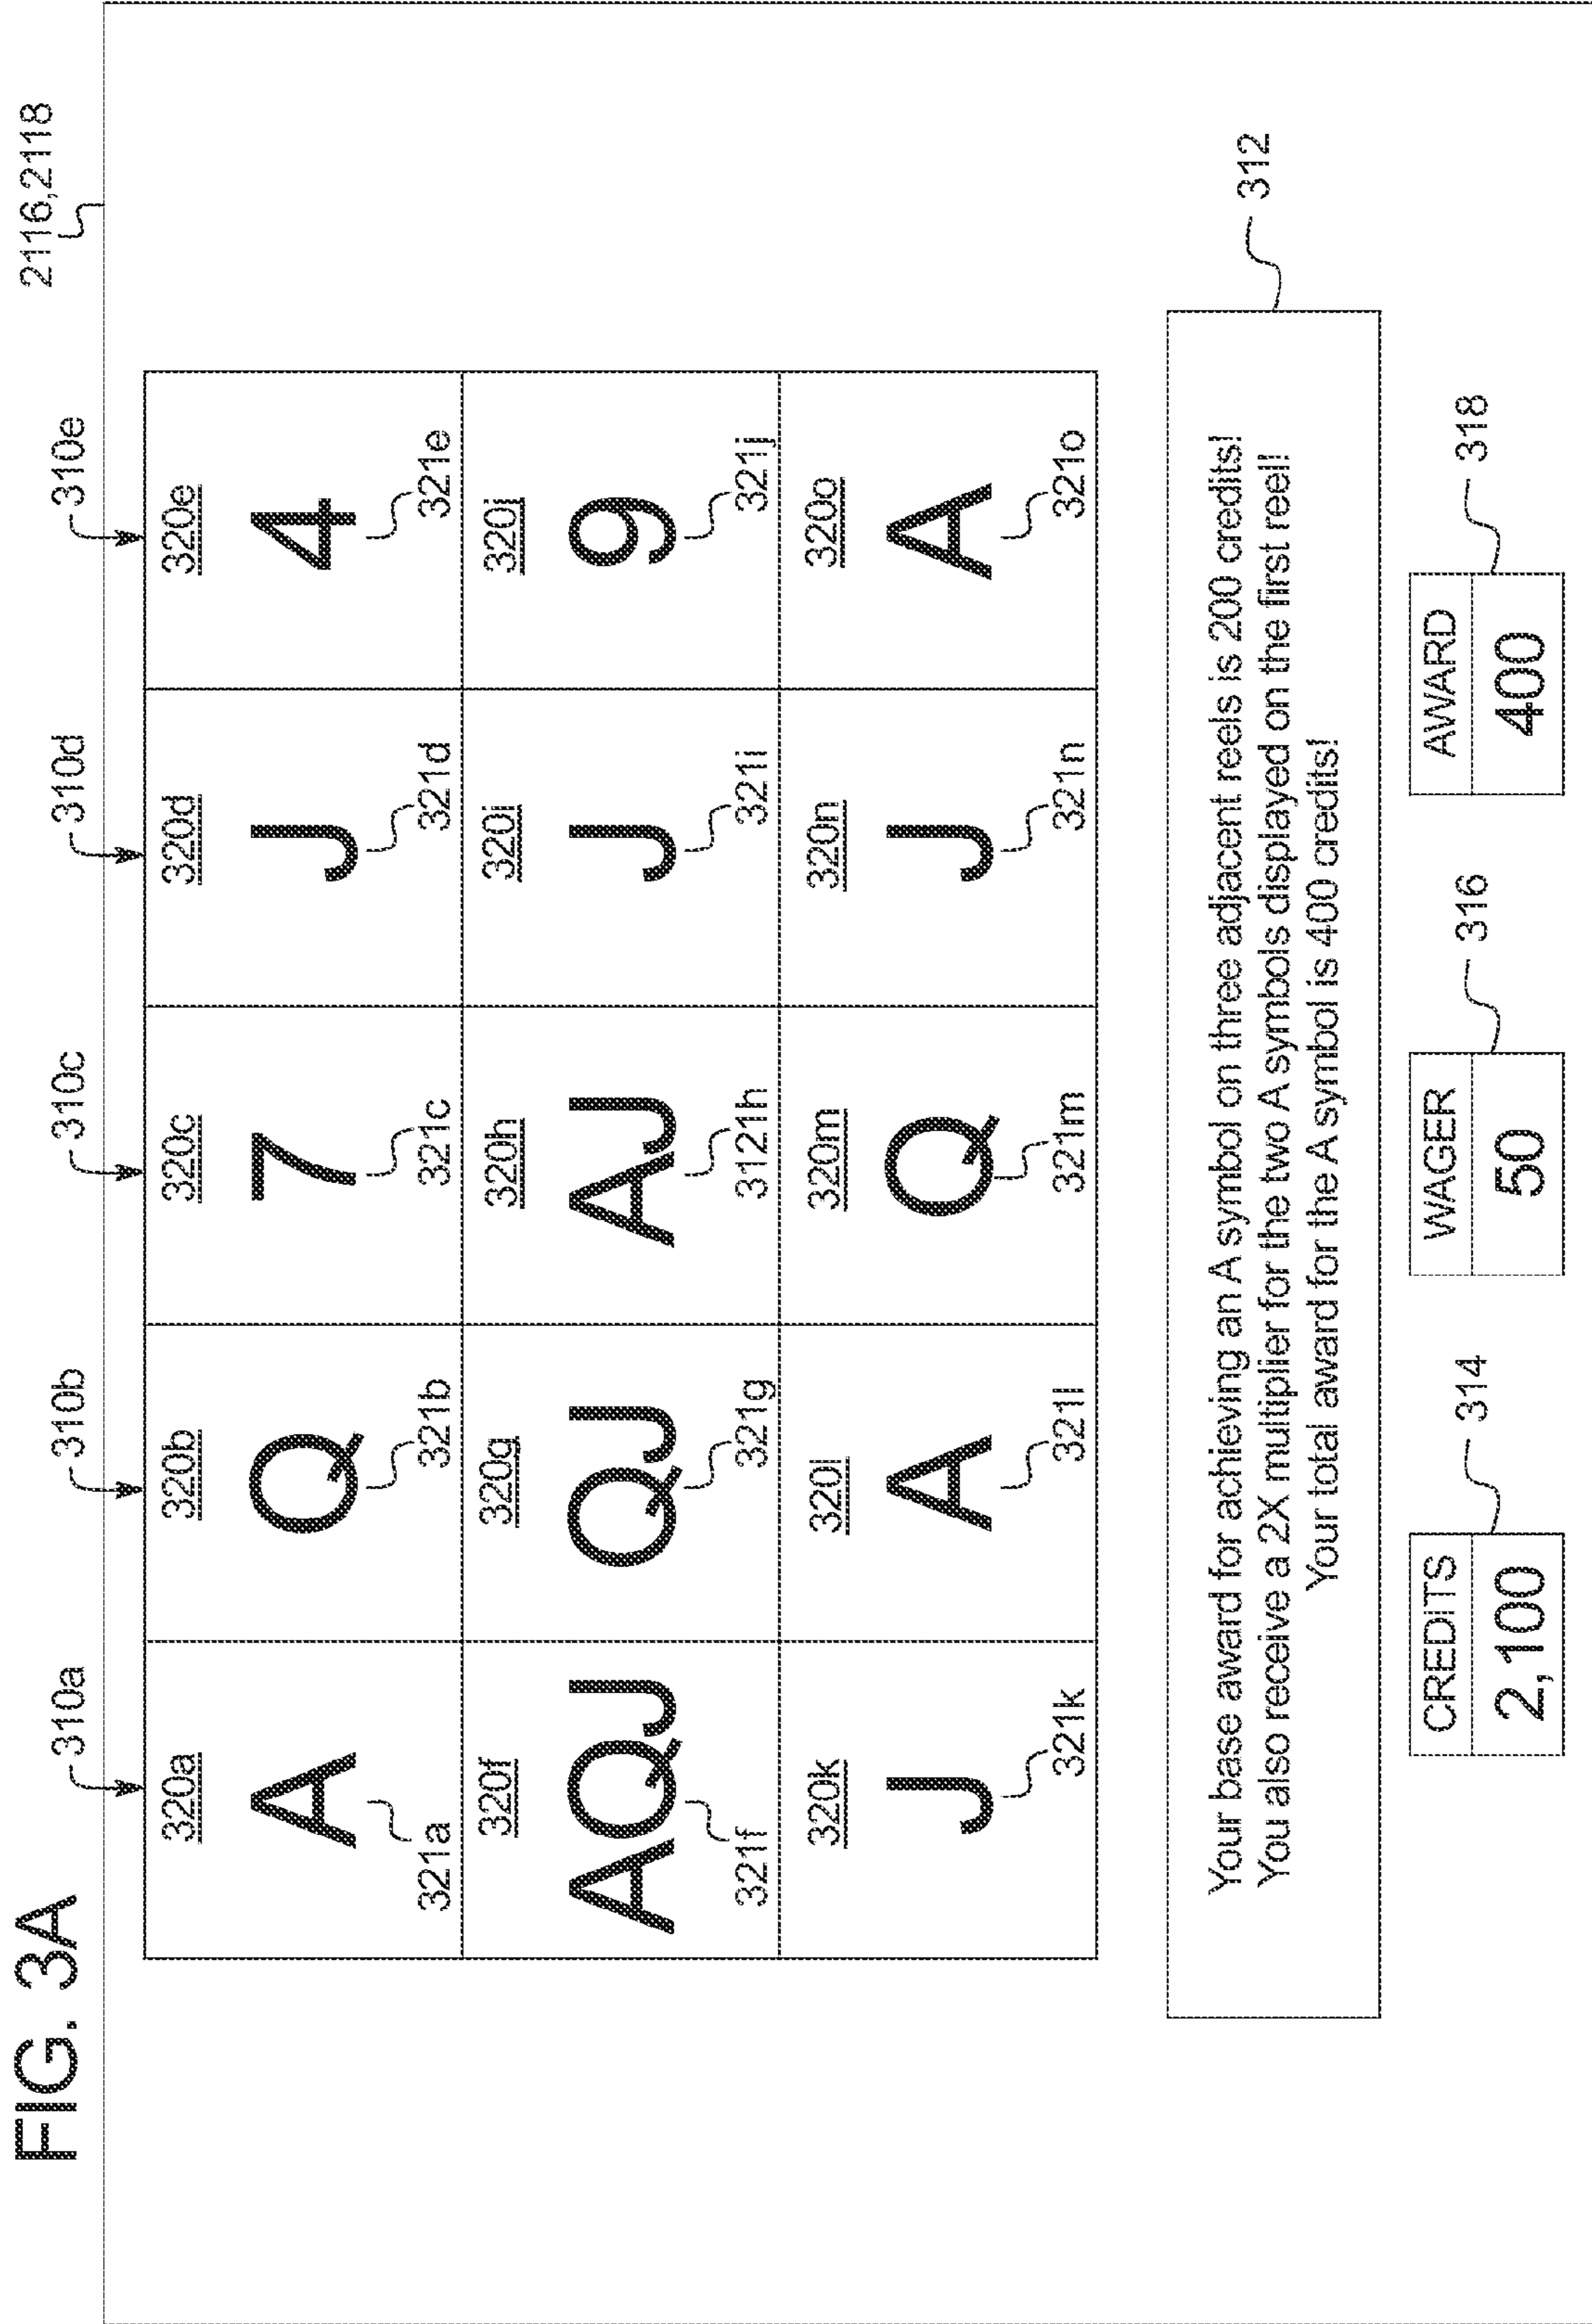 FIG. 3A
2116,2118
310a 310b 310c 310d 310e
320a 320b 320c 320d 320e
A Q 7 J 4
321a 321b 321c 321d 321e
320f 320g 320h 320i 320j
AQJ QJ AJ J 9
321f 321g 3121h 321i 321j
320k 320l 320m 320n 320o
J A Q J A
321k 321l 321m 321n 321o
Your base award for achieving an A symbol on three adjacent reels is 200 credits!
You also receive a 2X multiplier for the two A symbols displayed on the first reel!
Your total award for the A symbol is 400 credits!
312
CREDITS
2,100
314
WAGER
50
316
AWARD
400
318